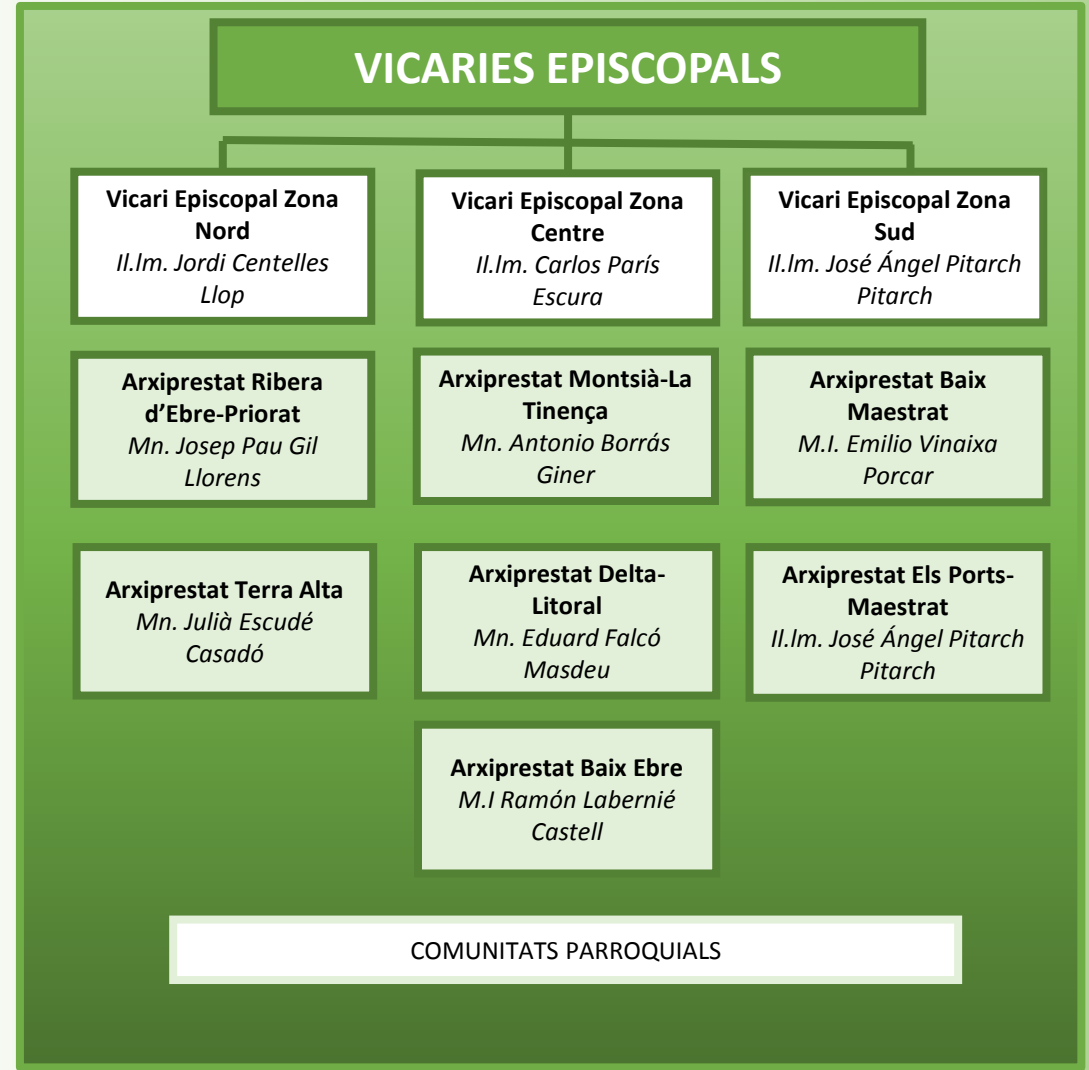 VICARIES EPISCOPALS
Vicari Episcopal Zona
Nord
Il.lm. Jordi Centelles
Llop
Vicari Episcopal Zona
Centre
Il.lm. Carlos París
Escura
Vicari Episcopal Zona
Sud
Il.lm. José Ángel Pitarch
Pitarch
Arxiprestat Ribera
d’Ebre-Priorat
Mn. Josep Pau Gil
Llorens
Arxiprestat Montsià-La
Tinença
Mn. Antonio Borrás
Giner
Arxiprestat Baix
Maestrat
M.I. Emilio Vinaixa
Porcar
Arxiprestat Terra Alta
Mn. Julià Escudé
Casadó
Arxiprestat Delta-
Litoral
Mn. Eduard Falcó
Masdeu
Arxiprestat Els Ports-
Maestrat
Il.lm. José Ángel Pitarch
Pitarch
Arxiprestat Baix Ebre
M.I Ramón Labernié
Castell
COMUNITATS PARROQUIALS